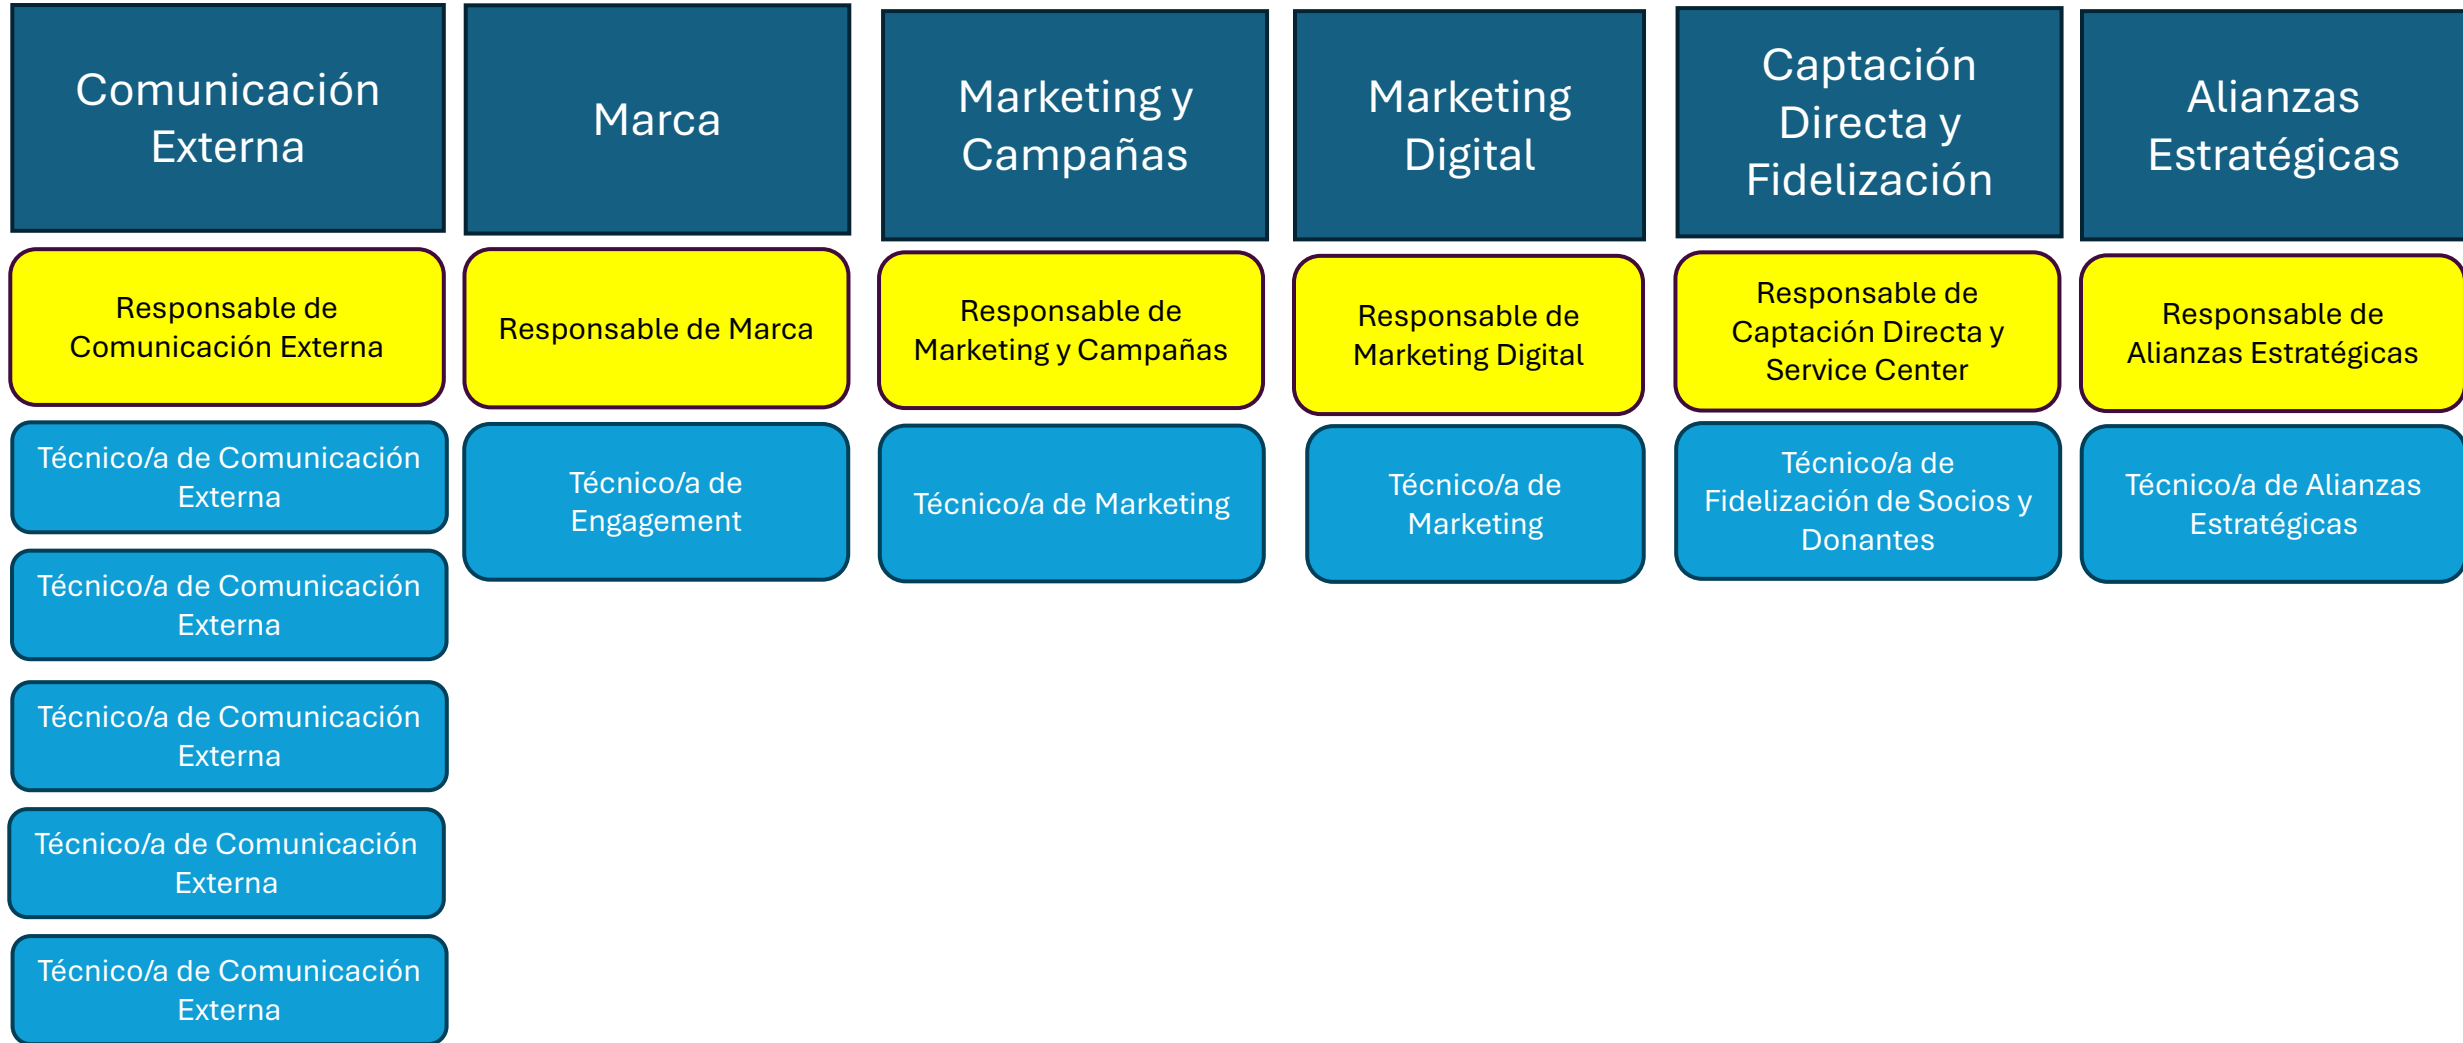 Comunicación
Externa
Marca
Marketing y
Campañas
Marketing
Digital
Captación
Directa y
Fidelización
Alianzas
Estratégicas
Responsable de
Comunicación Externa
Responsable de Marca
Responsable de
Marketing y Campañas
Responsable de
Marketing Digital
Responsable de
Captación Directa y
Service Center
Responsable de
Alianzas Estratégicas
Técnico/a de Comunicación
Externa
Técnico/a de
Engagement
Técnico/a de Marketing
Técnico/a de
Marketing
Técnico/a de
Fidelización de Socios y
Donantes
Técnico/a de Alianzas
Estratégicas
Técnico/a de Comunicación
Externa
Técnico/a de Comunicación
Externa
Técnico/a de Comunicación
Externa
Técnico/a de Comunicación
Externa